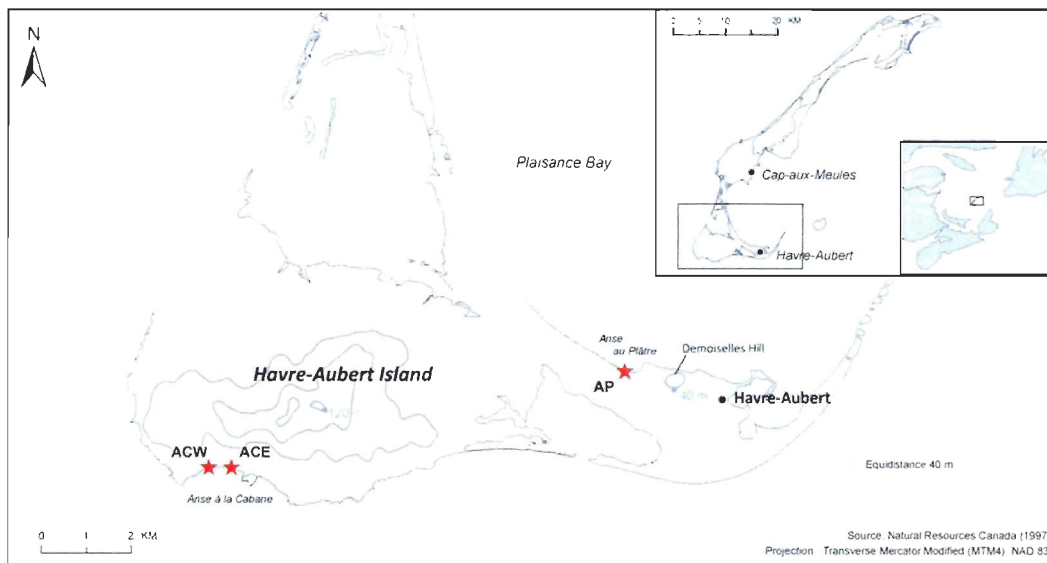 N
0 10 20 KM
Plaisance Bay
Cap-aux-Meules
Havre-Aubert
Anse
au Plâtre
Demoiselles Hill
Havre-Aubert Island
AP
40 m
Havre-Aubert
ACW ACE
Equidistance 40 m
Anse à la Cabane
0 1 2 KM
Source: Natural Resources Canada (1997
Projection Transverse Mercator Modified (MTM4) NAD 83